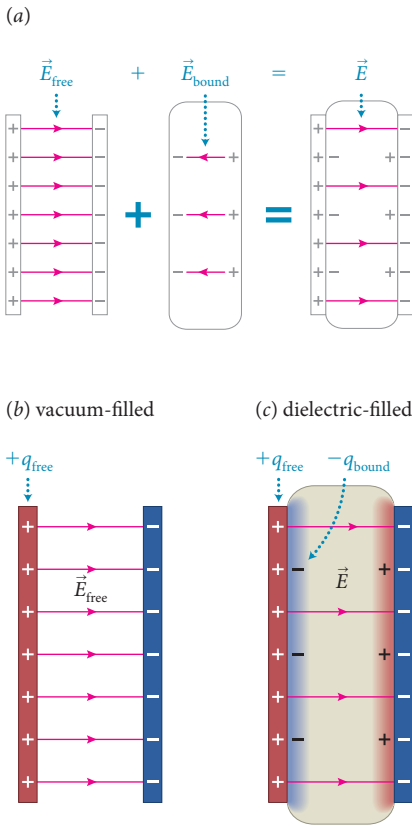 (a)
E⃗free + E⃗bound = E⃗
+ − − + + − + −
+ =
(b) vacuum-filled
(c) dielectric-filled
+qfree
+qfree −qbound
E⃗free
E⃗